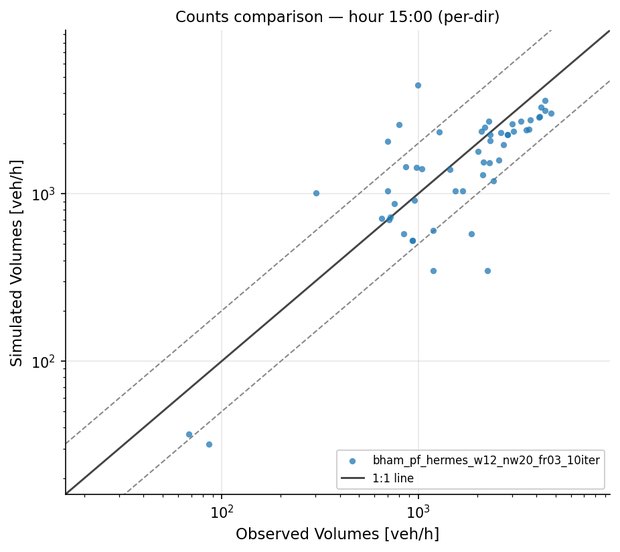 Counts comparison — hour 15:00 (per-dir)
Simulated Volumes [veh/h]
10³
10²
10²
10³
Observed Volumes [veh/h]
bham_pf_hermes_w12_nw20_fr03_10iter
1:1 line